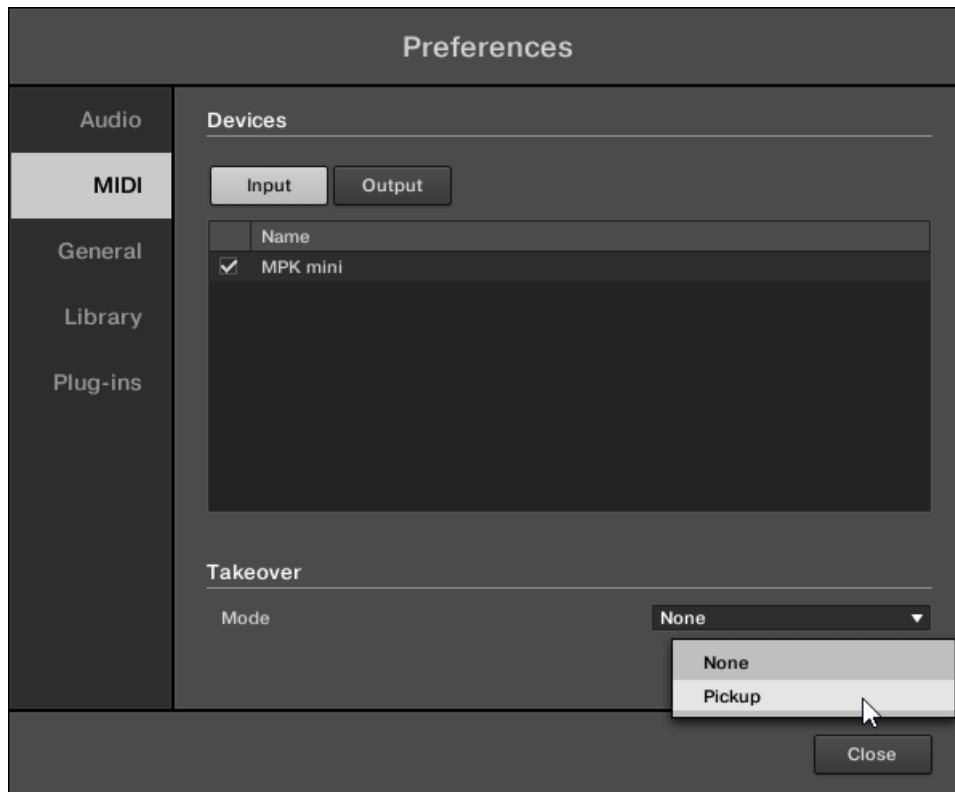 Preferences
Audio
MIDI
General
Library
Plug-ins
Devices
Input Output
Name
MPK mini
Takeover
Mode None
None
Pickup
Close